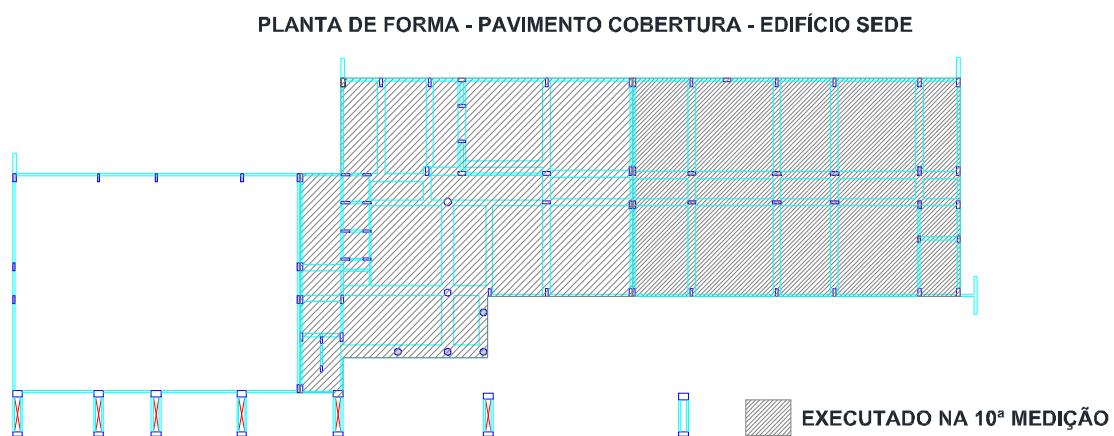 PLANTA DE FORMA - PAVIMENTO COBERTURA - EDIFÍCIO SEDE
EXECUTADO NA 10ª MEDIÇÃO